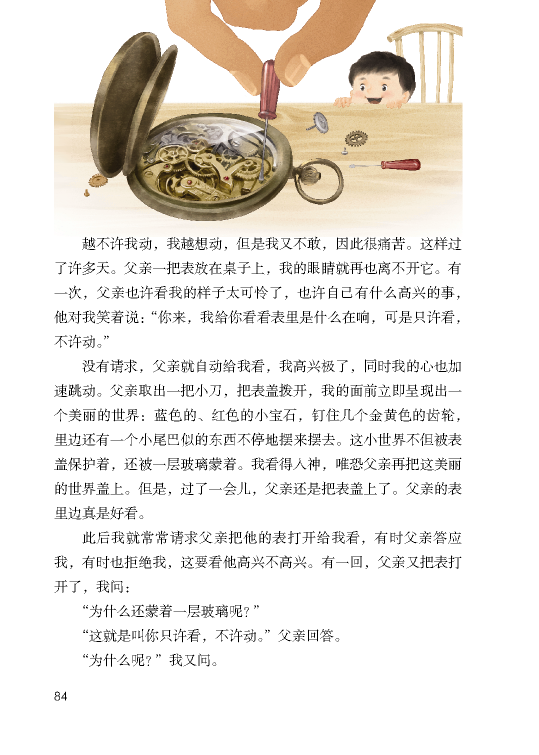 越不许我动，我越想动，但是我又不敢，因此很痛苦。这样过
了许多天。父亲一把表放在桌子上，我的眼睛就再也离不开它。有
一次，父亲也许看我的样子太可怜了，也许自己有什么高兴的事，
他对我笑着说：“你来，我给你看看表里是什么在响，可是只许看，
不许动。”
没有请求，父亲就自动给我看，我高兴极了，同时我的心也加
速跳动。父亲取出一把小刀，把表盖拨开，我的面前立即呈现出一
个美丽的世界：蓝色的、红色的小宝石，钉住几个金黄色的齿轮，
里边还有一个小尾巴似的东西不停地摆来摆去。这小世界不但被表
盖保护着，还被一层玻璃蒙着。我看得入神，唯恐父亲再把这美丽
的世界盖上。但是，过了一会儿，父亲还是把表盖上了。父亲的表
里边真是好看。
此后我就常常请求父亲把他的表打开给我看，有时父亲答应
我，有时也拒绝我，这要看他高兴不高兴。有一回，父亲又把表打
开了，我问：
“为什么还蒙着一层玻璃呢？”
“这就是叫你只许看，不许动。”父亲回答。
“为什么呢？”我又问。
84